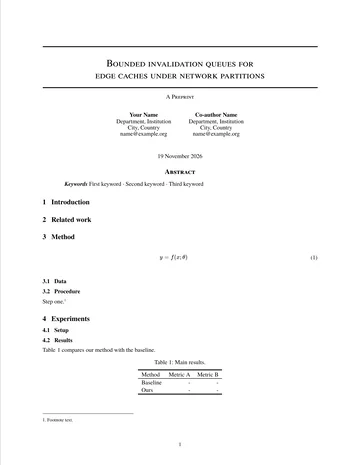 Bounded invalidation queues for
edge caches under network partitions
A Preprint
Your Name
Department, Institution
City, Country
name@example.org
Co-author Name
Department, Institution
City, Country
name@example.org
19 November 2026
Abstract
Keywords First keyword · Second keyword · Third keyword
1 Introduction
2 Related work
3 Method
y = f(x; θ) (1)
3.1 Data
3.2 Procedure
Step one.¹
4 Experiments
4.1 Setup
4.2 Results
Table 1 compares our method with the baseline.
Table 1: Main results.
Method Metric A Metric B
Baseline - -
Ours - -
1. Footnote text.
1